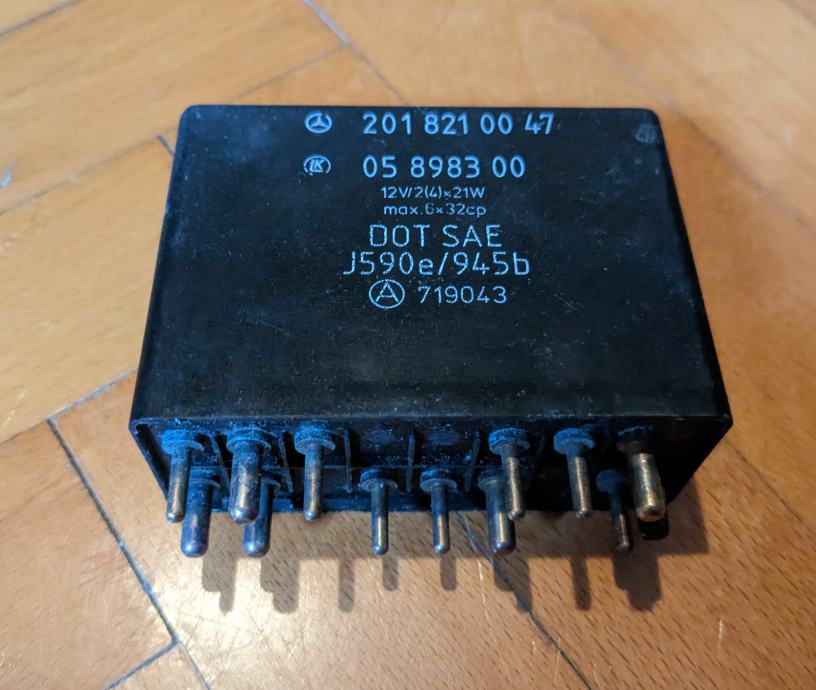 201 821 00 47
05 8983 00
12V/2(4)×21W
max.6×32cp
DOT SAE
J590e/945b
A 719043